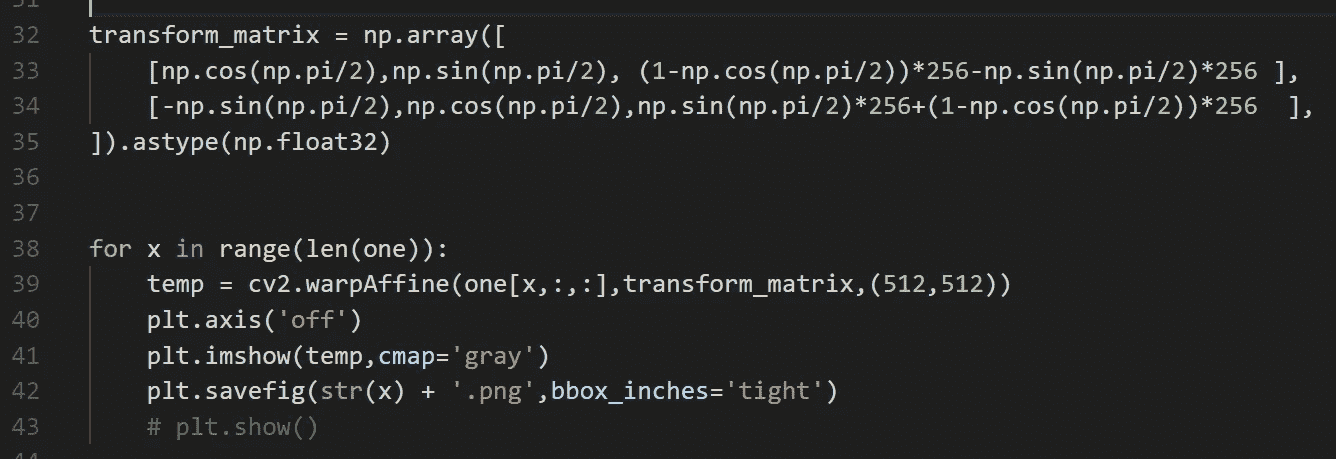 32 transform_matrix = np.array([
33     [np.cos(np.pi/2),np.sin(np.pi/2), (1-np.cos(np.pi/2))*256-np.sin(np.pi/2)*256 ],
34     [-np.sin(np.pi/2),np.cos(np.pi/2),np.sin(np.pi/2)*256+(1-np.cos(np.pi/2))*256  ],
35 ]).astype(np.float32)
36
37
38 for x in range(len(one)):
39     temp = cv2.warpAffine(one[x,:,:],transform_matrix,(512,512))
40     plt.axis('off')
41     plt.imshow(temp,cmap='gray')
42     plt.savefig(str(x) + '.png',bbox_inches='tight')
43     # plt.show()